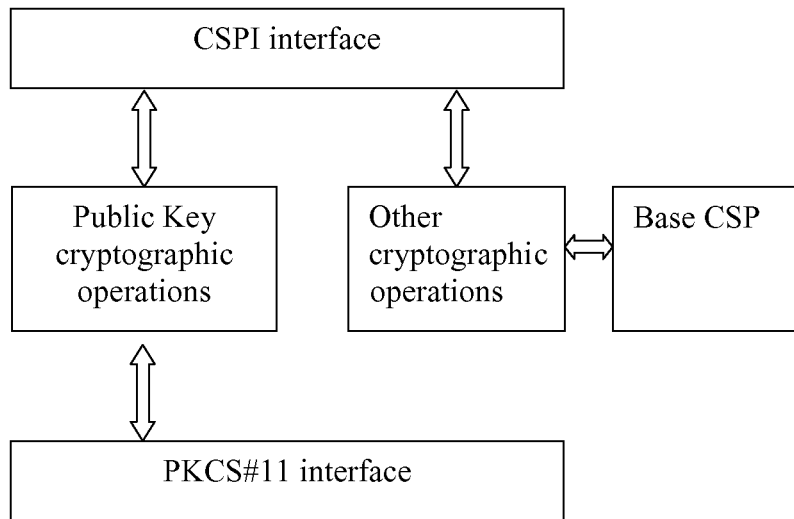 CSPI interface
Public Key
cryptographic
operations
Other
cryptographic
operations
Base CSP
PKCS#11 interface